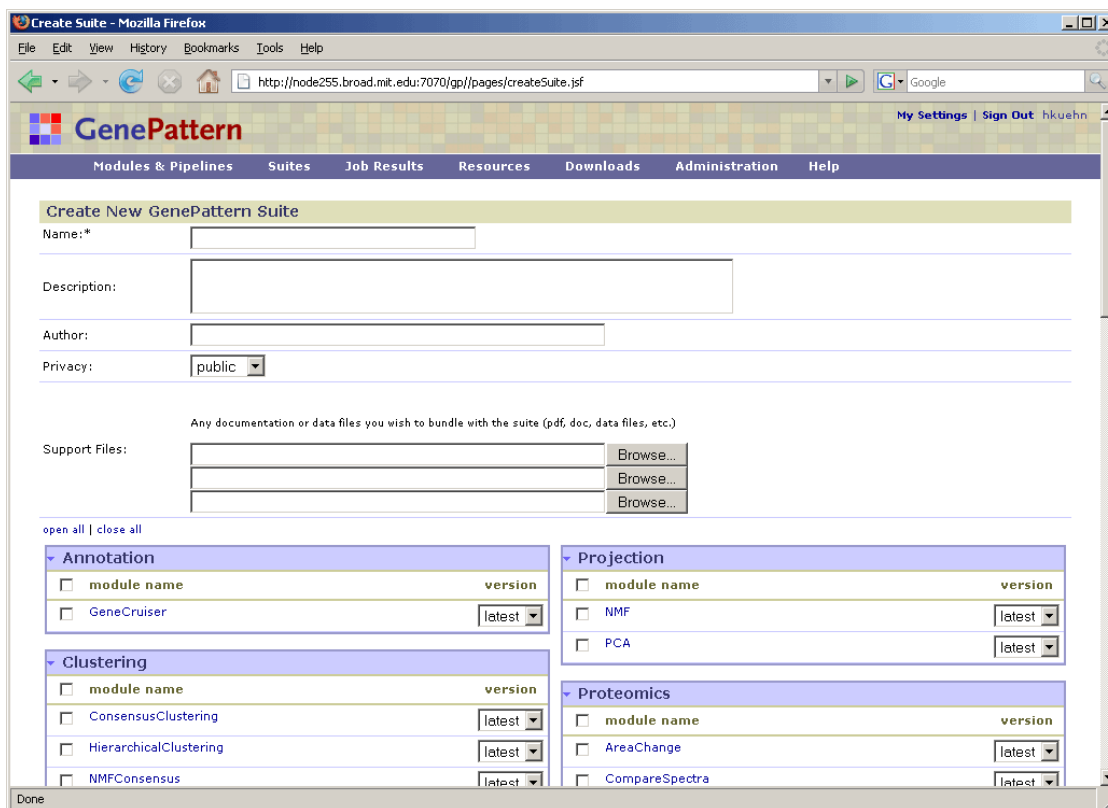 Create Suite - Mozilla Firefox
File Edit View History Bookmarks Tools Help
http://node255.broad.mit.edu:7070/gp//pages/createSuite.jsf
G Google
GenePattern
My Settings | Sign Out hkuehn
Modules & Pipelines Suites Job Results Resources Downloads Administration Help
Create New GenePattern Suite
Name:*
Description:
Author:
Privacy: public
Any documentation or data files you wish to bundle with the suite (pdf, doc, data files, etc.)
Support Files:
Browse...
Browse...
Browse...
open all | close all
Annotation
module name version
GeneCruiser latest
Clustering
module name version
ConsensusClustering latest
HierarchicalClustering latest
NMFConsensus latest
Projection
module name version
NMF latest
PCA latest
Proteomics
module name version
AreaChange latest
CompareSpectra latest
Done